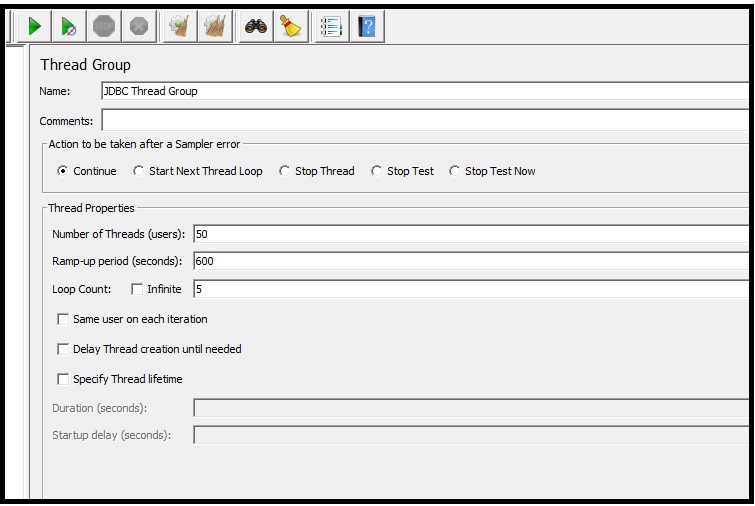 STOP
Thread Group
Name: JDBC Thread Group
Comments:
Action to be taken after a Sampler error
Continue Start Next Thread Loop Stop Thread Stop Test Stop Test Now
Thread Properties
Number of Threads (users): 50
Ramp-up period (seconds): 600
Loop Count: Infinite 5
Same user on each iteration
Delay Thread creation until needed
Specify Thread lifetime
Duration (seconds):
Startup delay (seconds):